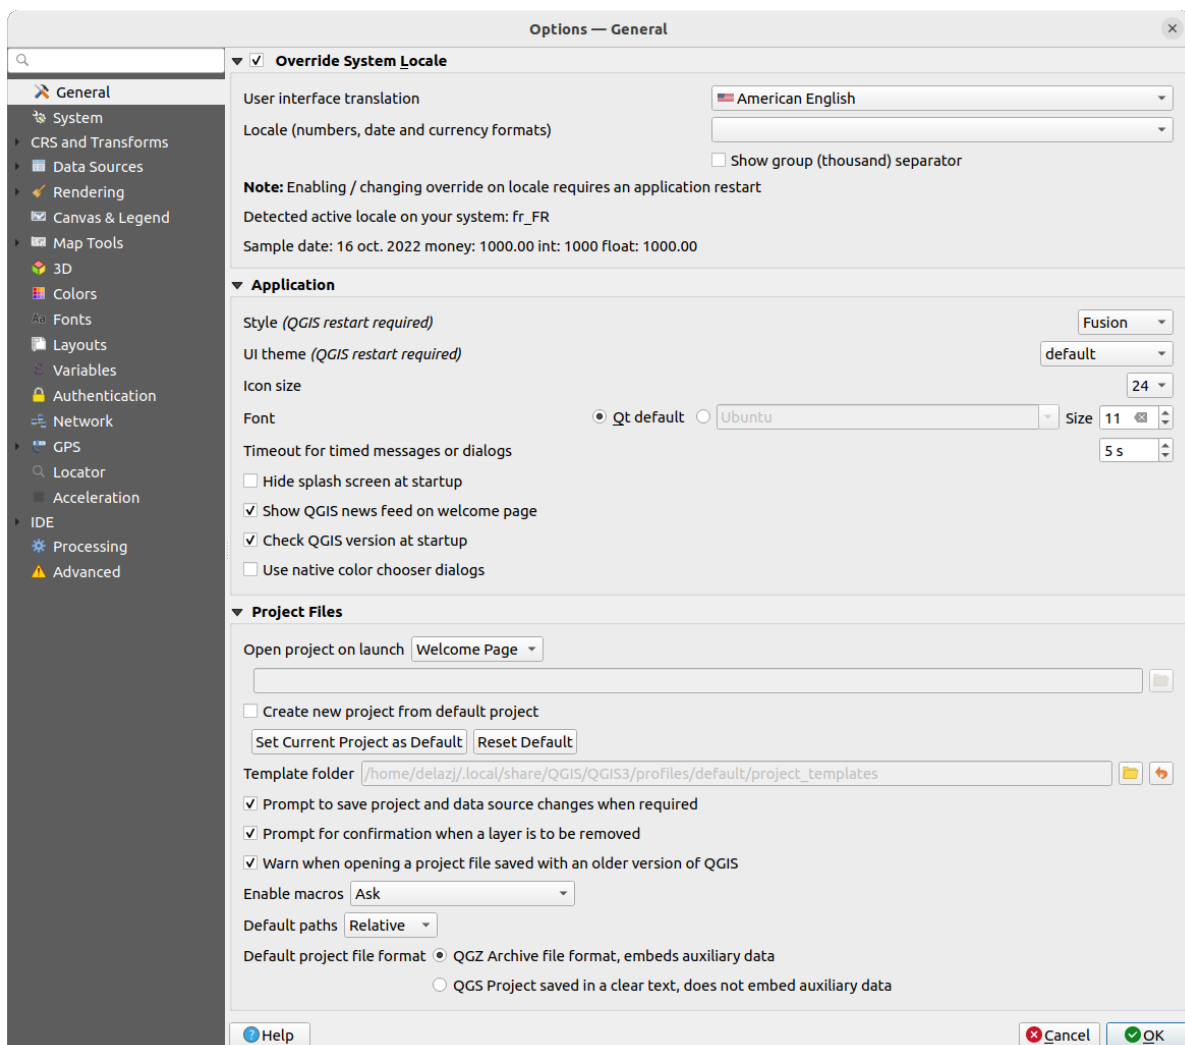 Options — General
General
System
CRS and Transforms
Data Sources
Rendering
Canvas & Legend
Map Tools
3D
Colors
Fonts
Layouts
Variables
Authentication
Network
GPS
Locator
Acceleration
IDE
Processing
Advanced
Override System Locale
User interface translation American English
Locale (numbers, date and currency formats)
Show group (thousand) separator
Note: Enabling / changing override on locale requires an application restart
Detected active locale on your system: fr_FR
Sample date: 16 oct. 2022 money: 1000.00 int: 1000 float: 1000.00
Application
Style (QGIS restart required) Fusion
UI theme (QGIS restart required) default
Icon size 24
Font Qt default Ubuntu Size 11
Timeout for timed messages or dialogs 5 s
Hide splash screen at startup
Show QGIS news feed on welcome page
Check QGIS version at startup
Use native color chooser dialogs
Project Files
Open project on launch Welcome Page
Create new project from default project
Set Current Project as Default Reset Default
Template folder /home/delazj/.local/share/QGIS/QGIS3/profiles/default/project_templates
Prompt to save project and data source changes when required
Prompt for confirmation when a layer is to be removed
Warn when opening a project file saved with an older version of QGIS
Enable macros Ask
Default paths Relative
Default project file format QGZ Archive file format, embeds auxiliary data
QGS Project saved in a clear text, does not embed auxiliary data
Help Cancel OK